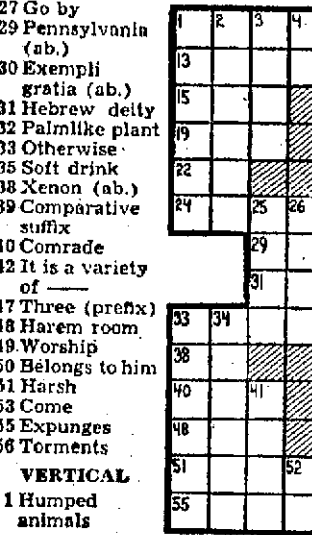 27 Go by
29 Pennsylvania
(ab.)
30 Exempli
gratia (ab.)
31 Hebrew deity
32 Palmlike plant
33 Otherwise
35 Soft drink
38 Xenon (ab.)
39 Comparative
suffix
40 Comrade
42 It is a variety
of ——
47 Three (prefix)
48 Harem room
49 Worship
50 Belongs to him
51 Harsh
53 Come
55 Expunges
56 Torments
VERTICAL
1 Humped
animals
1 2 3 4
13
15
19
22
24 25 26
29
31
33 34
38
40 41
48
51 52
55